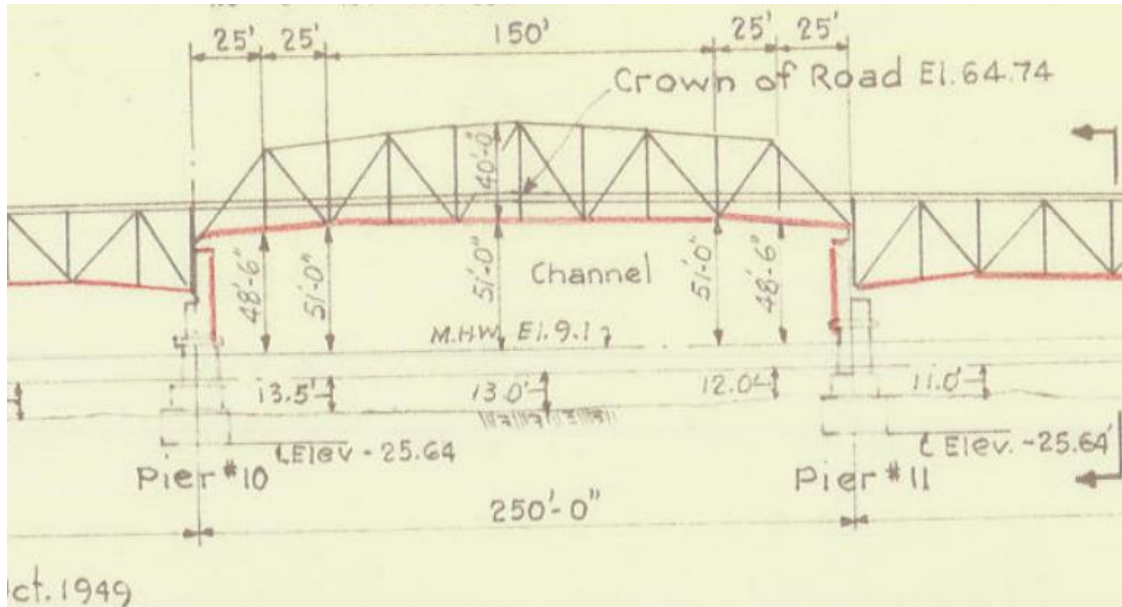 25'
25'
150'
25'
25'
Crown of Road El. 64.74
40'-0"
48'-6"
51'-0"
51'-0"
51'-0"
48'-6"
Channel
M.H.W. El. 9.1
13.5'
13.0'
12.0'
11.0'
Elev - 25.64
Elev. - 25.64'
Pier #10
Pier #11
250'-0"
ct. 1949